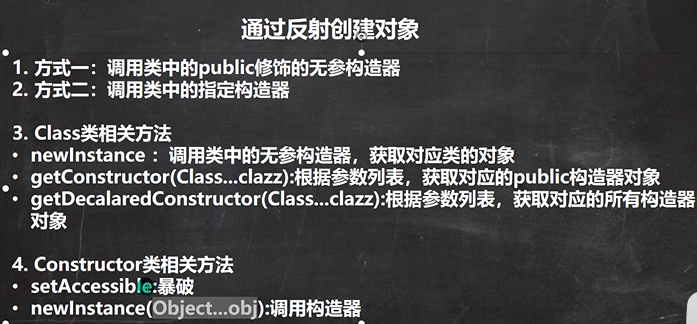 通过反射创建对象
1. 方式一：调用类中的public修饰的无参构造器
2. 方式二：调用类中的指定构造器
3. Class类相关方法
• newInstance ：调用类中的无参构造器，获取对应类的对象
• getConstructor(Class...clazz):根据参数列表，获取对应的public构造器对象
• getDecalaredConstructor(Class...clazz):根据参数列表，获取对应的所有构造器
对象
4. Constructor类相关方法
• setAccessible:暴破
• newInstance(Object...obj):调用构造器